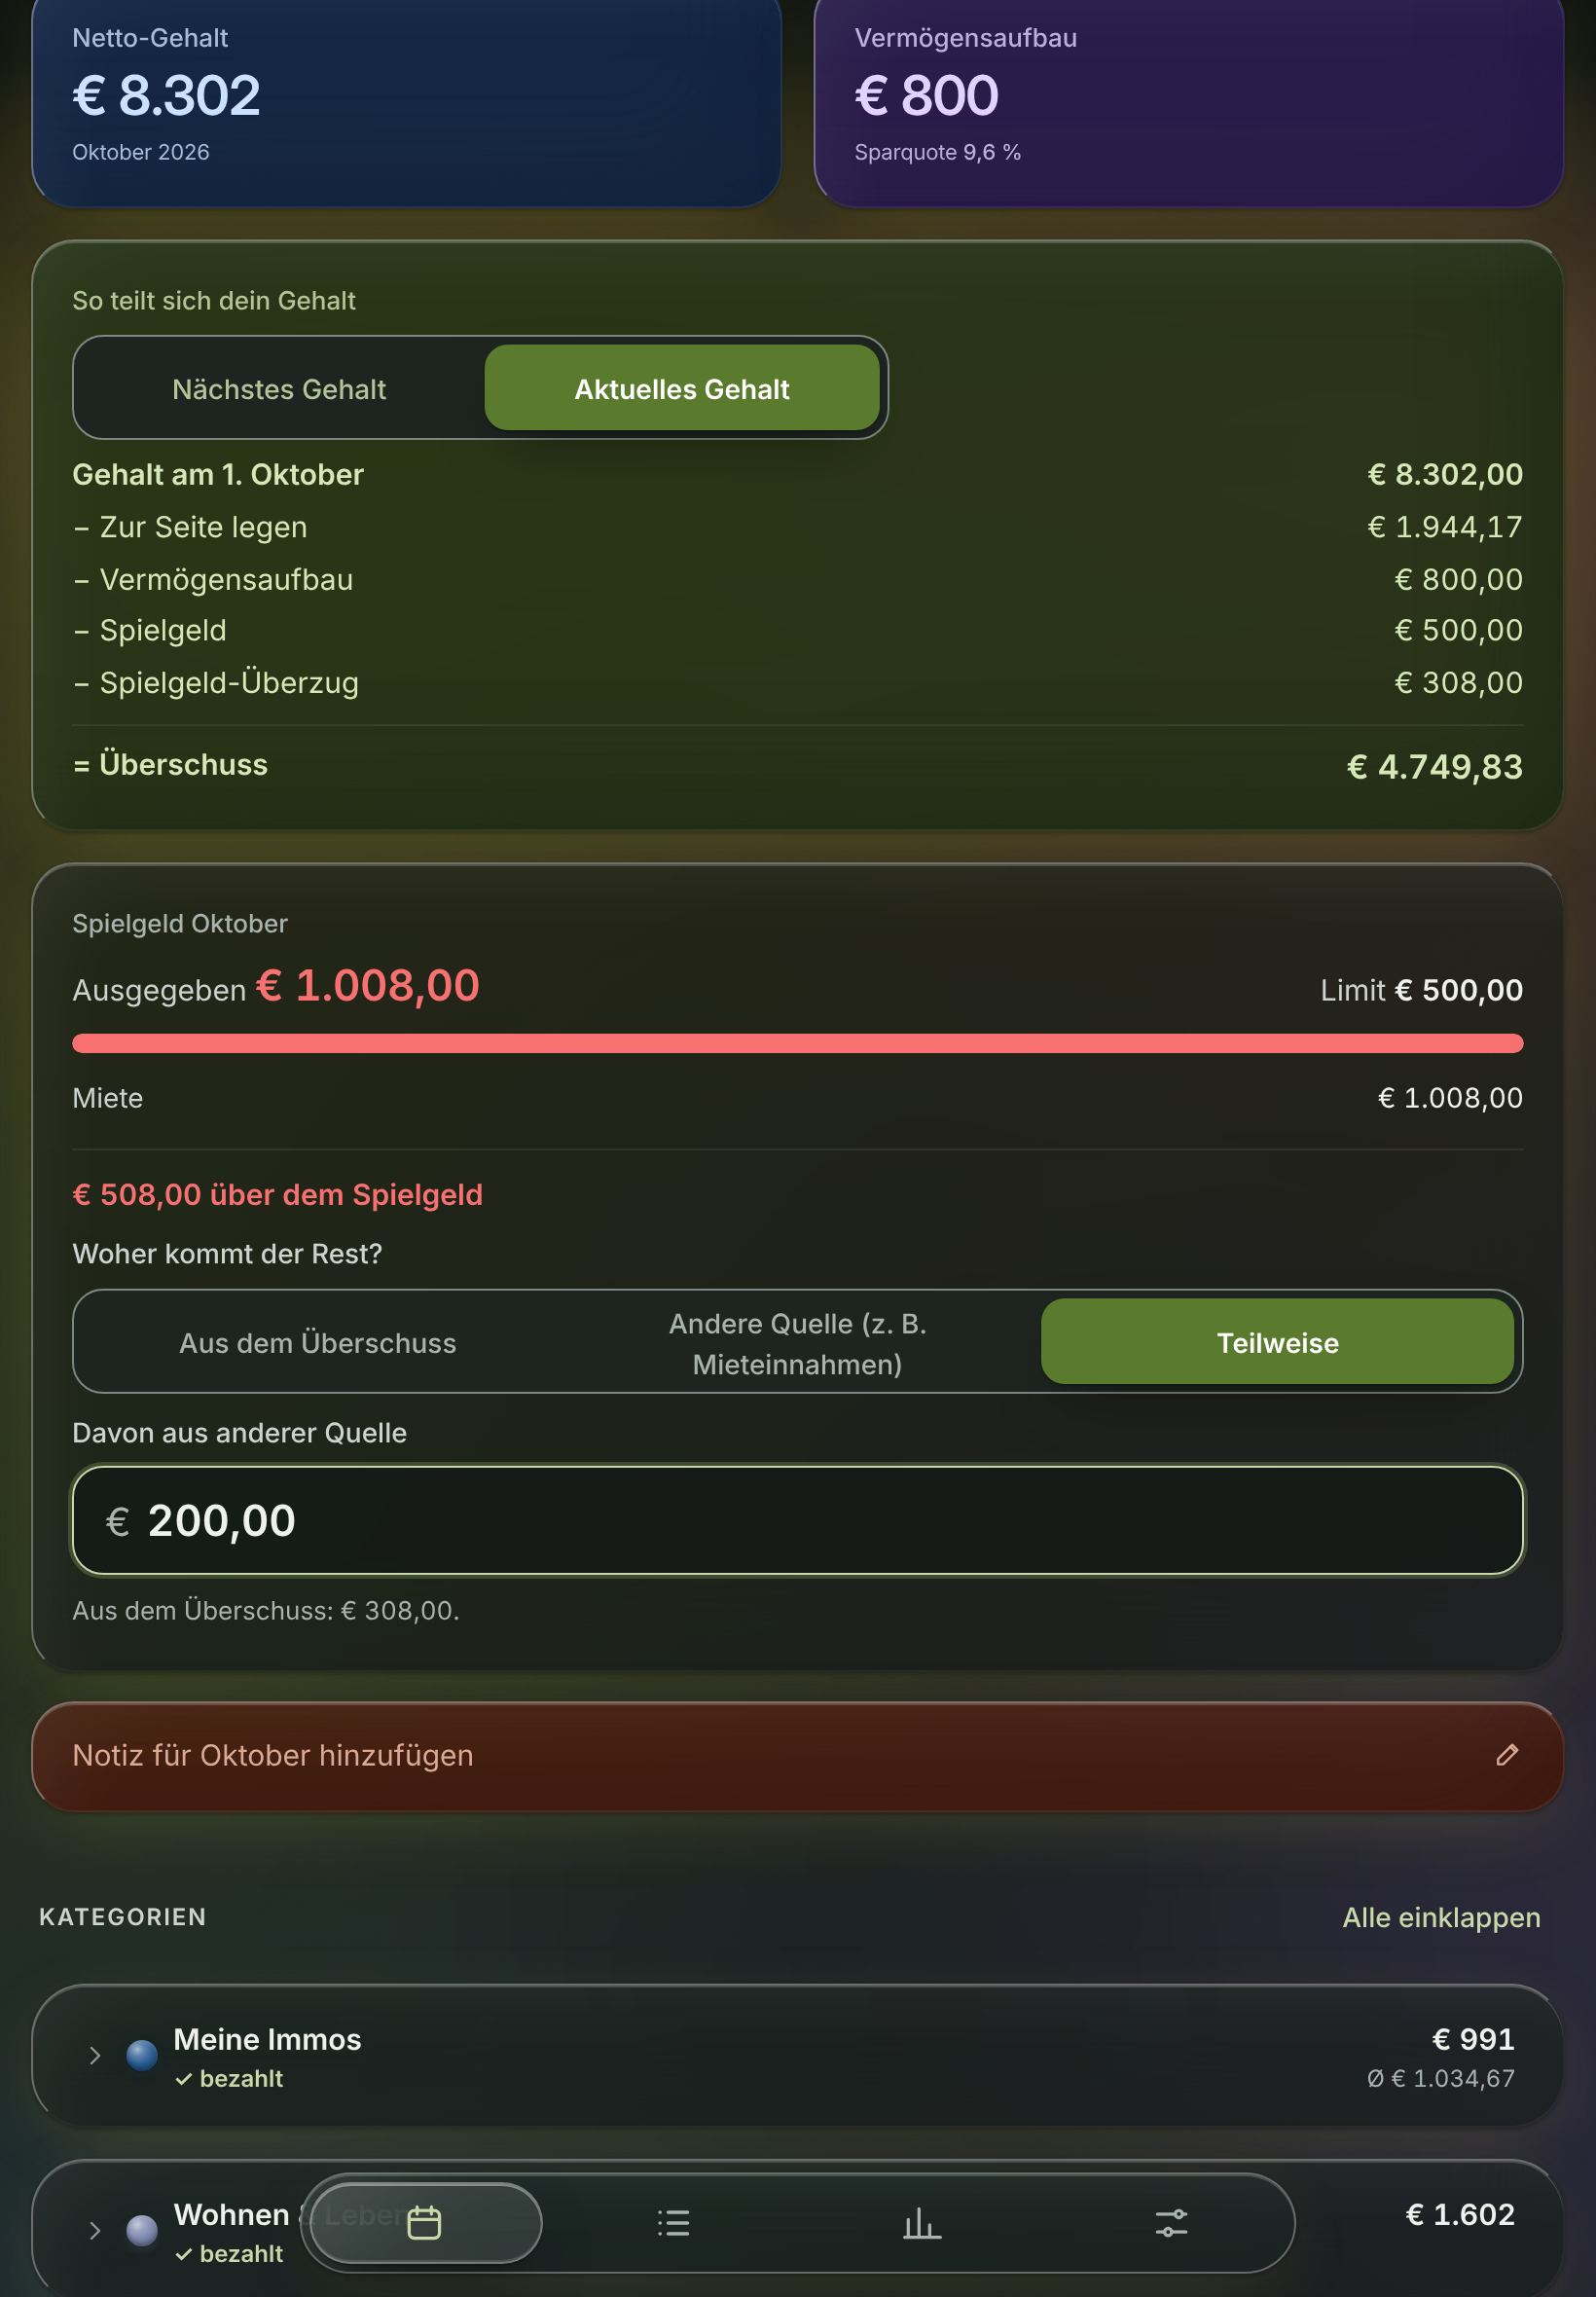 Netto-Gehalt
€ 8.302
Oktober 2026
Vermögensaufbau
€ 800
Sparquote 9,6 %
So teilt sich dein Gehalt
Nächstes Gehalt
Aktuelles Gehalt
Gehalt am 1. Oktober € 8.302,00
– Zur Seite legen € 1.944,17
– Vermögensaufbau € 800,00
– Spielgeld € 500,00
– Spielgeld-Überzug € 308,00
= Überschuss € 4.749,83
Spielgeld Oktober
Ausgegeben € 1.008,00 Limit € 500,00
Miete € 1.008,00
€ 508,00 über dem Spielgeld
Woher kommt der Rest?
Aus dem Überschuss
Andere Quelle (z. B.
Mieteinnahmen)
Teilweise
Davon aus anderer Quelle
€ 200,00
Aus dem Überschuss: € 308,00.
Notiz für Oktober hinzufügen
KATEGORIEN Alle einklappen
Meine Immos € 991
✓ bezahlt Ø € 1.034,67
Wohnen & Leben € 1.602
✓ bezahlt